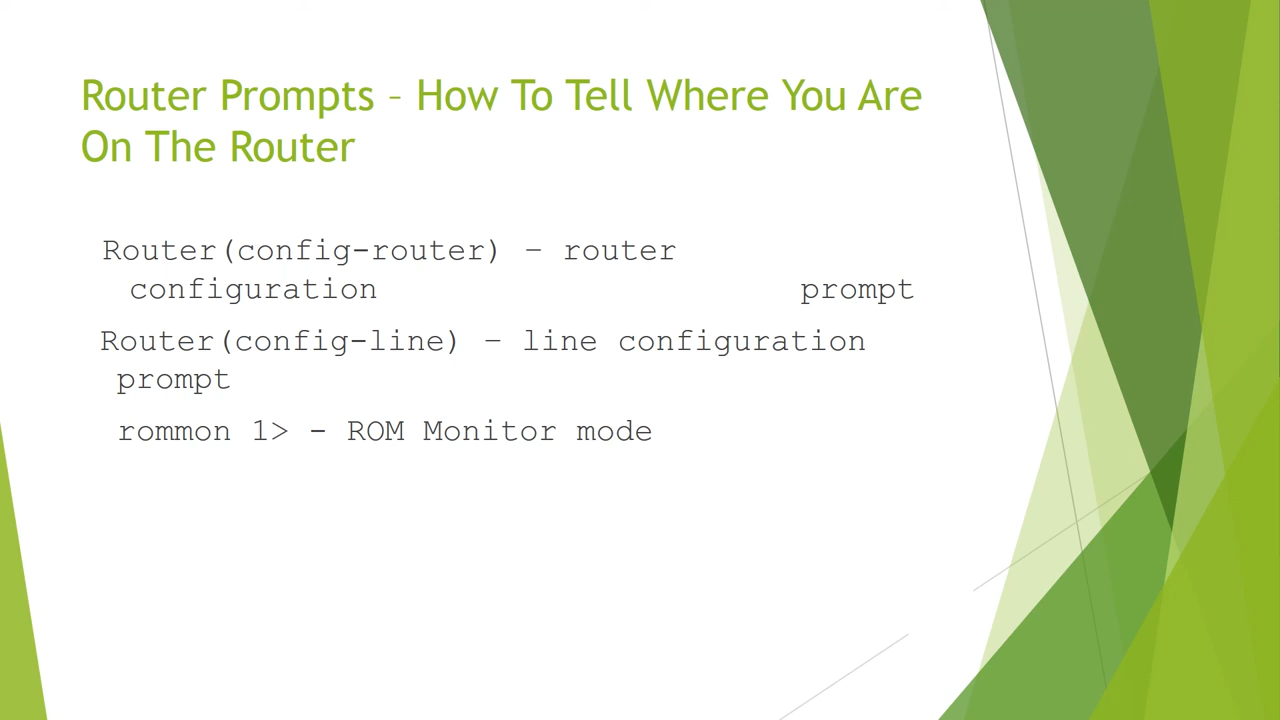 Router Prompts – How To Tell Where You Are
On The Router
Router(config-router) – router
configuration prompt
Router(config-line) – line configuration
prompt
rommon 1> - ROM Monitor mode